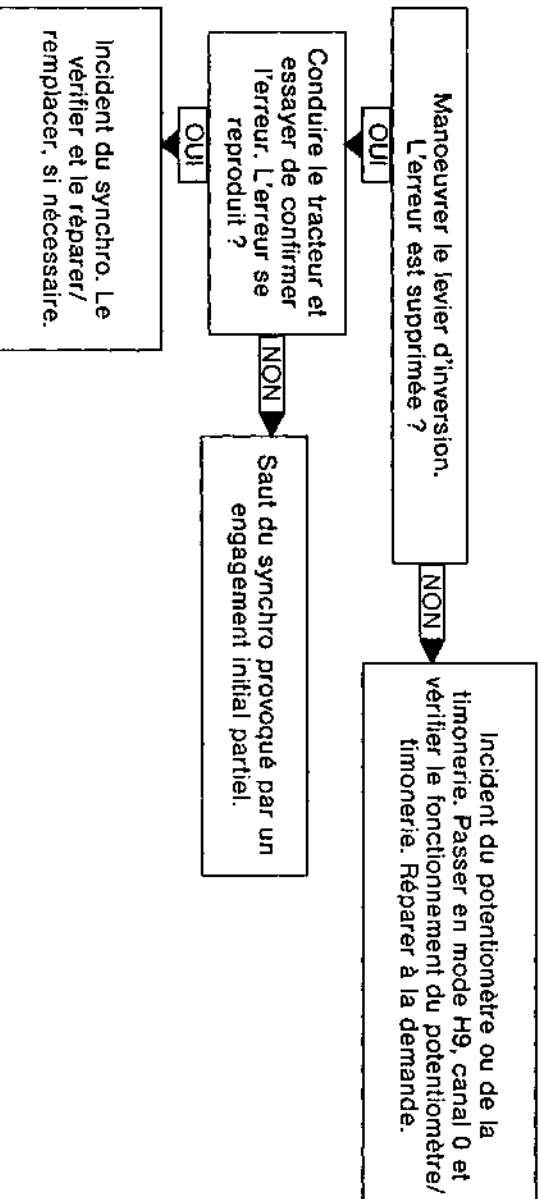 Manoeuvrer le levier d'inversion.
L'erreur est supprimée ?
NON
Incident du potentiomètre ou de la
timonerie. Passer en mode H9, canal 0 et
vérifier le fonctionnement du potentiomètre/
timonerie. Réparer à la demande.
OUI
Conduire le tracteur et
essayer de confirmer
l'erreur. L'erreur se
reproduit ?
NON
Saut du synchro provoqué par un
engagement initial partiel.
OUI
Incident du synchro. Le
vérifier et le réparer/
remplacer, si nécessaire.